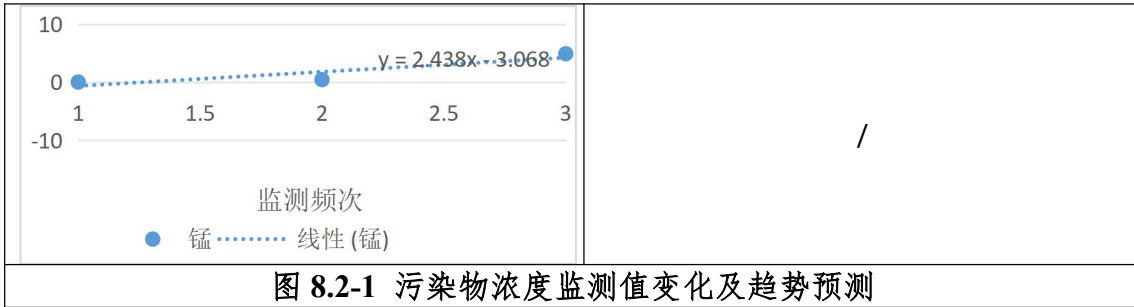 10
y = 2.438x - 3.068
0
1 1.5 2 2.5 3
-10
/
监测频次
锰 线性 (锰)
图 8.2-1 污染物浓度监测值变化及趋势预测